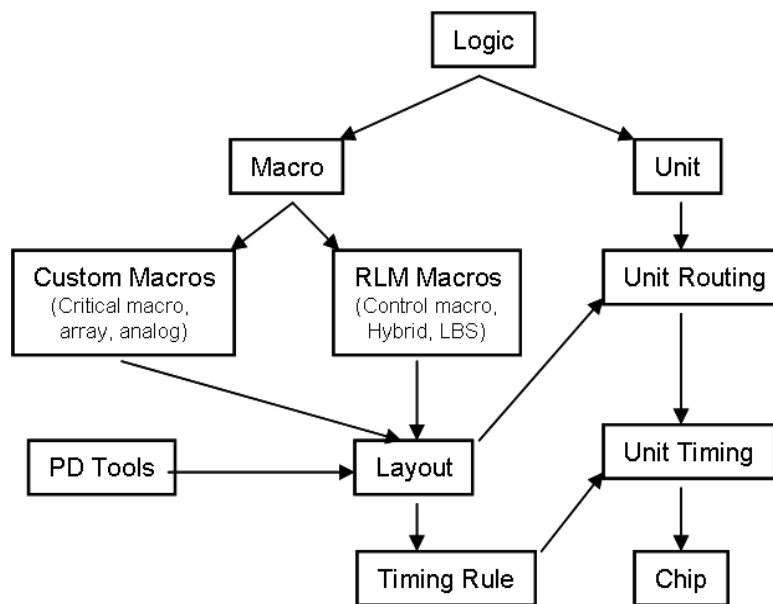 Logic
Macro
Unit
Custom Macros
(Critical macro,
array, analog)
RLM Macros
(Control macro,
Hybrid, LBS)
Unit Routing
PD Tools
Layout
Unit Timing
Timing Rule
Chip